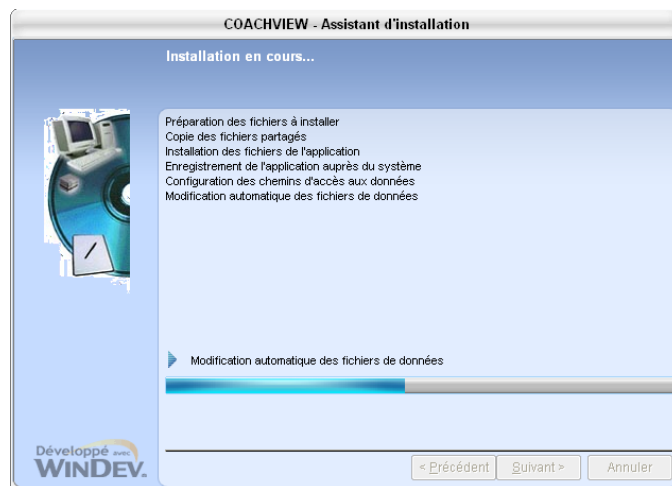 COACHVIEW - Assistant d'installation
Installation en cours...
Préparation des fichiers à installer
Copie des fichiers partagés
Installation des fichiers de l'application
Enregistrement de l'application auprès du système
Configuration des chemins d'accès aux données
Modification automatique des fichiers de données
Modification automatique des fichiers de données
Développé avec
WINDEV.
< Précédent
Suivant >
Annuler